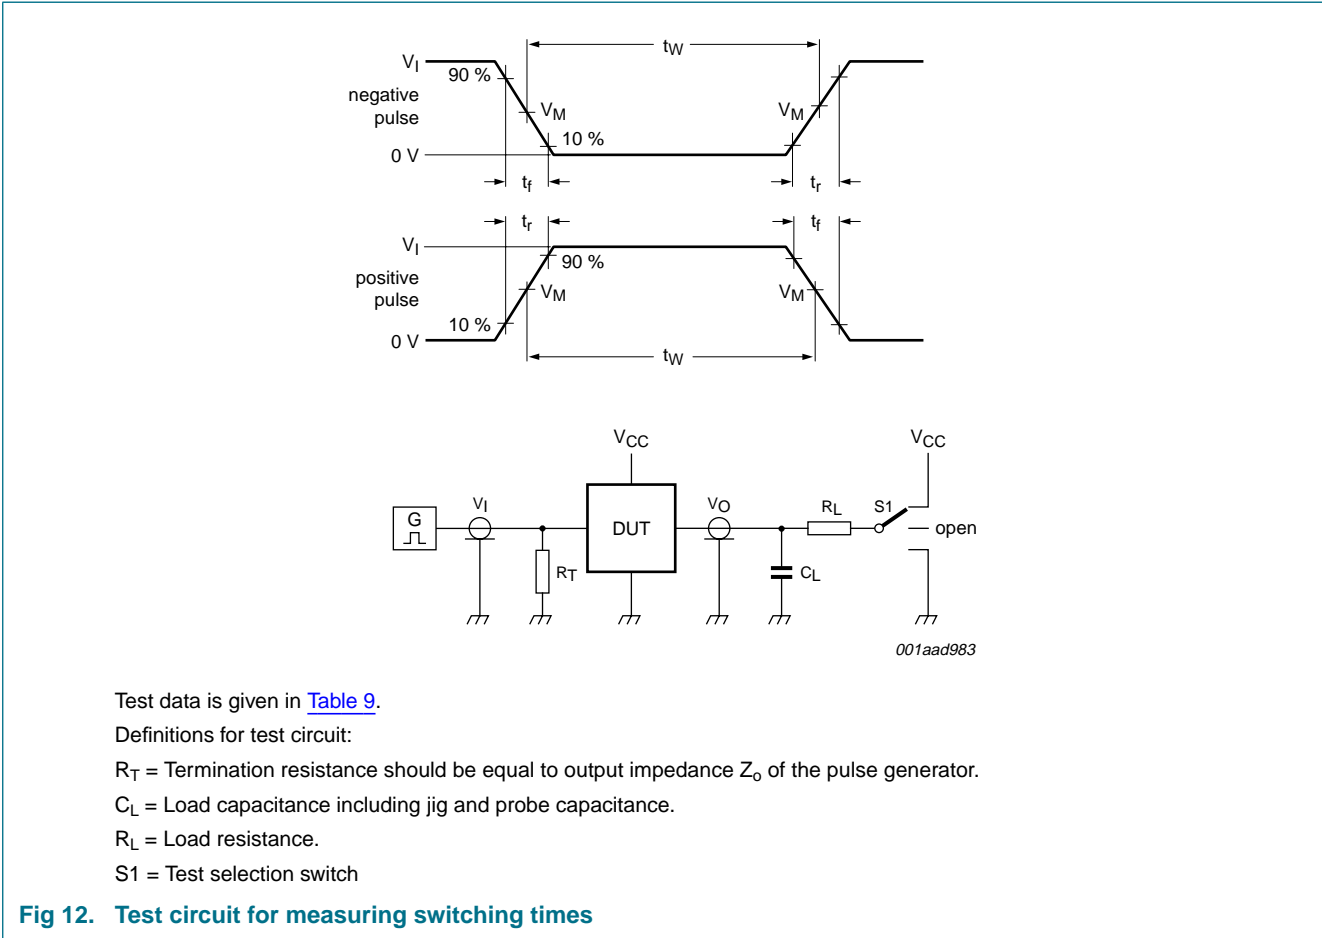 tW
VI
90 %
negative
pulse
VM
VM
10 %
0 V
tf
tr
tr
tf
VI
90 %
positive
pulse
VM
VM
10 %
0 V
tW
VCC
VCC
VI
VO
RL
S1
G
DUT
open
RT
CL
001aad983
Test data is given in Table 9.
Definitions for test circuit:
RT = Termination resistance should be equal to output impedance Zo of the pulse generator.
CL = Load capacitance including jig and probe capacitance.
RL = Load resistance.
S1 = Test selection switch
Fig 12. Test circuit for measuring switching times